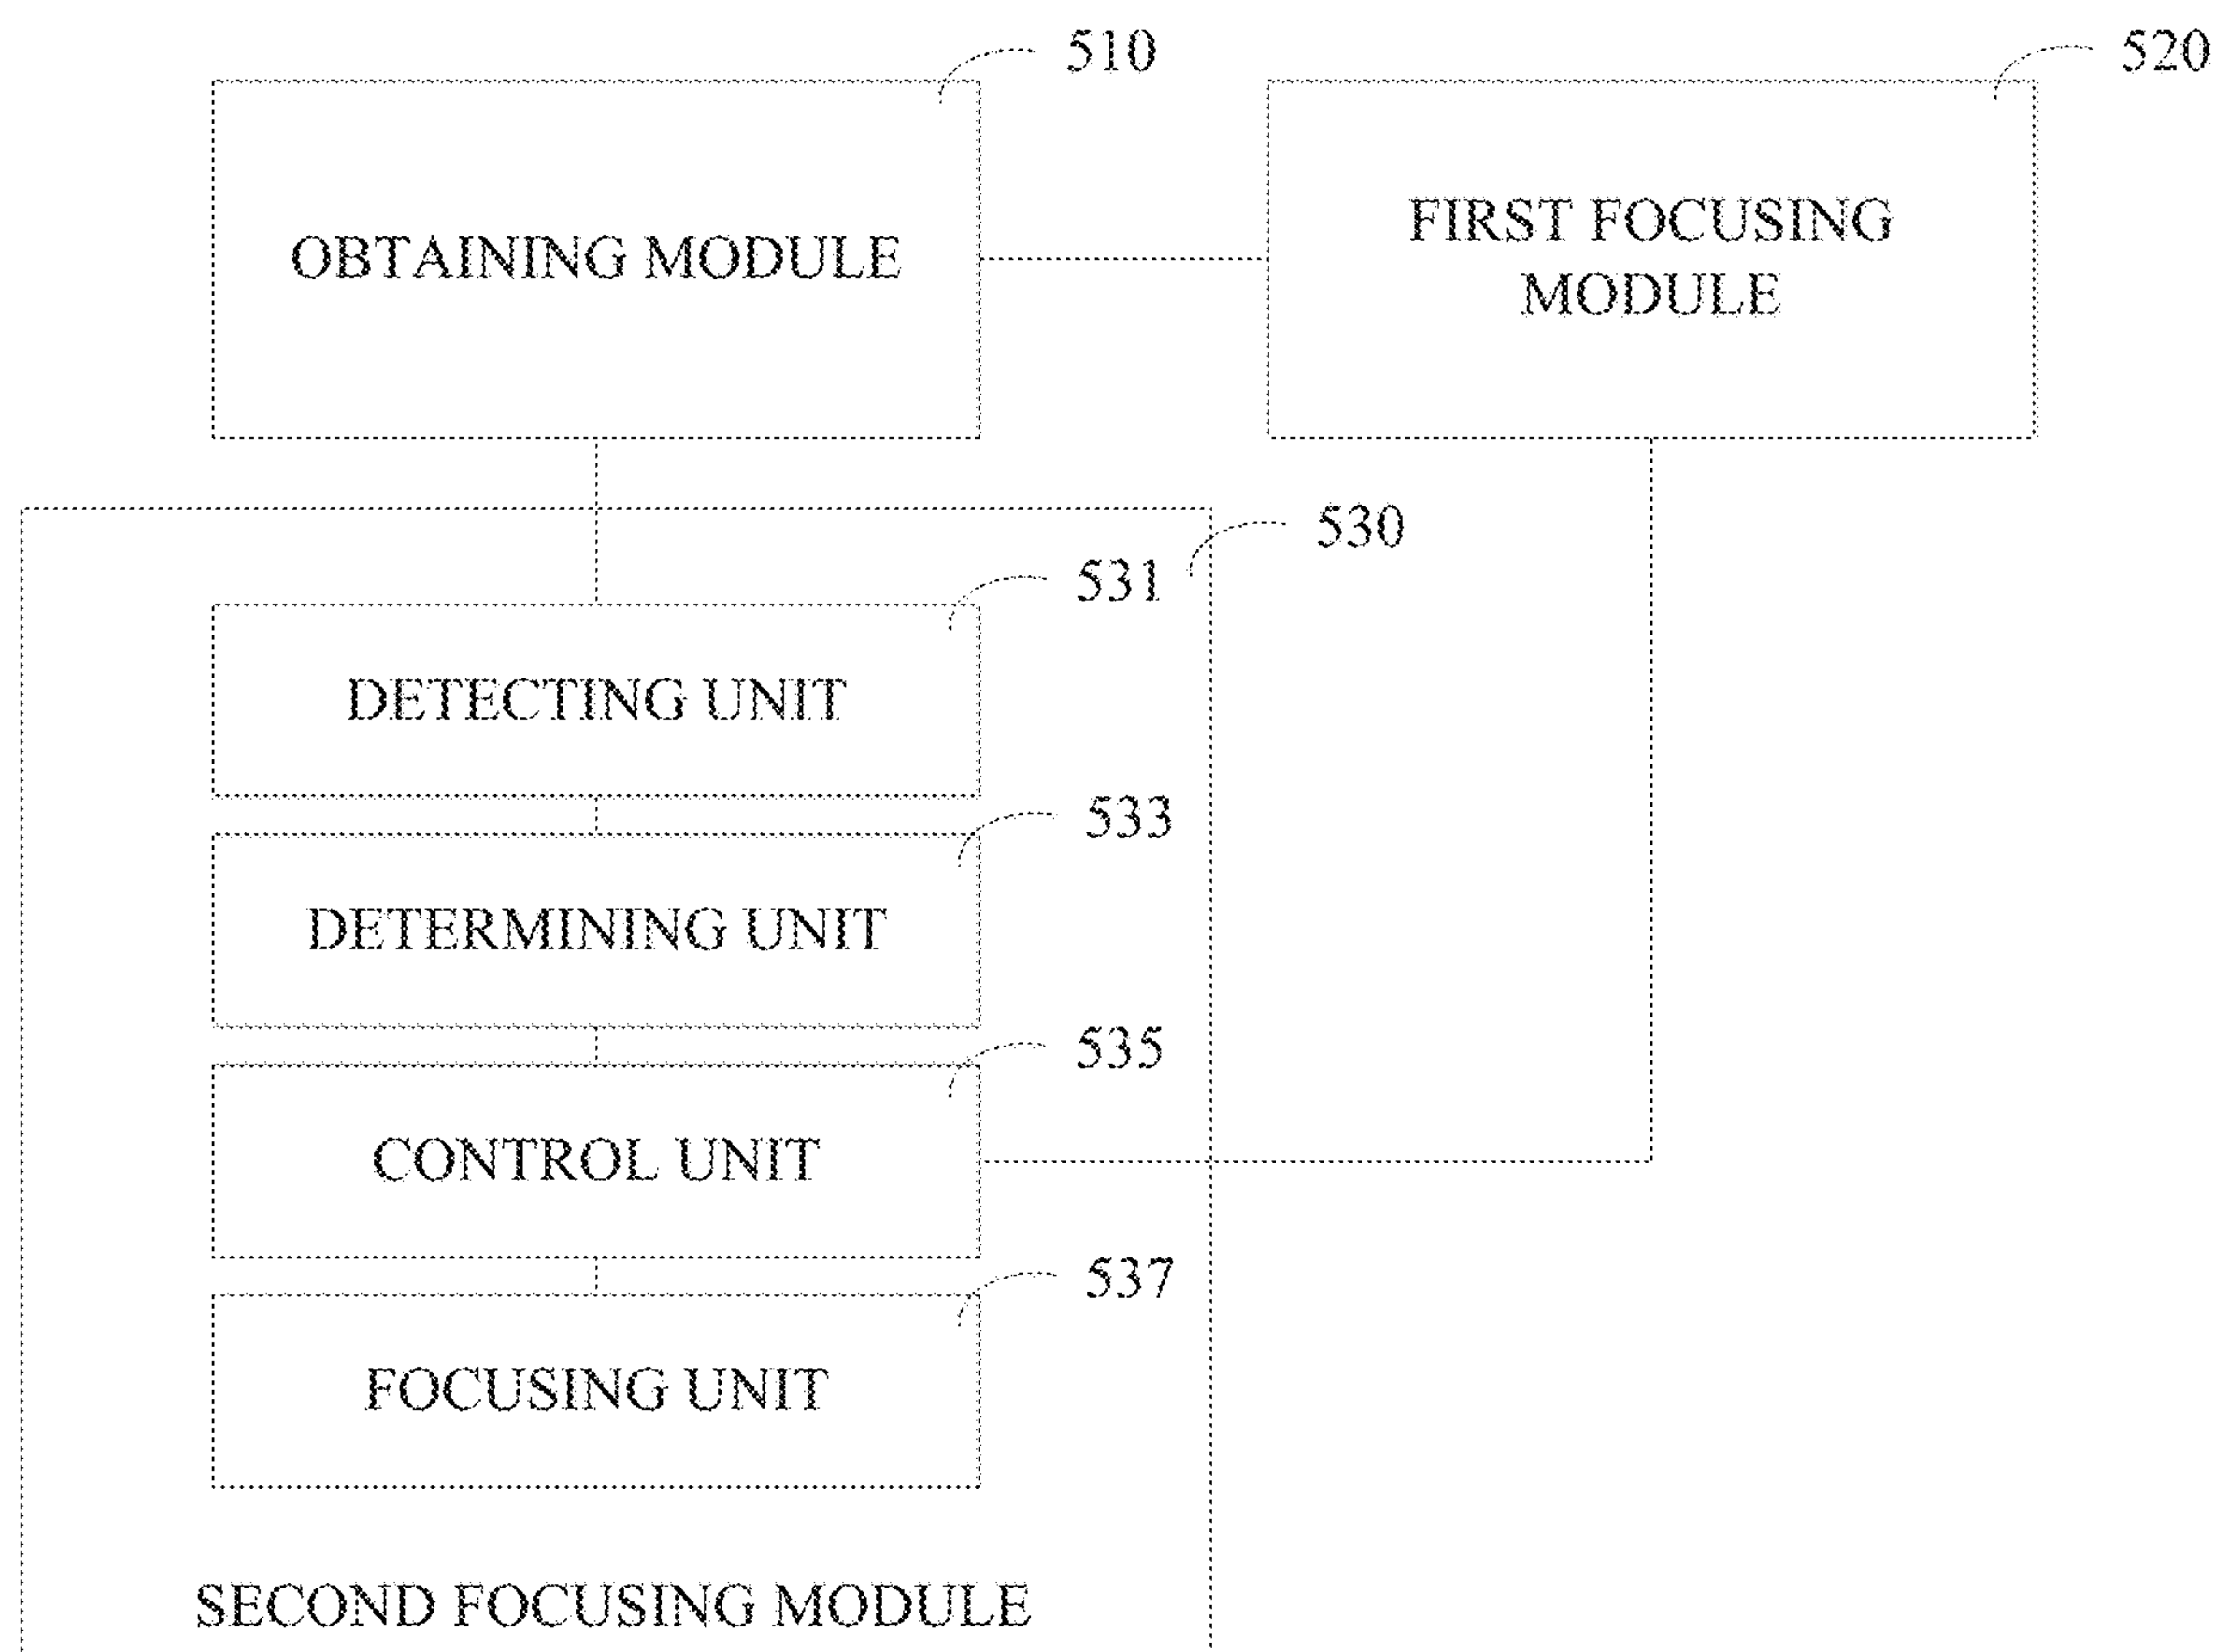 510
520
OBTAINING MODULE
FIRST FOCUSING
MODULE
530
531
DETECTING UNIT
533
DETERMINING UNIT
535
CONTROL UNIT
537
FOCUSING UNIT
SECOND FOCUSING MODULE